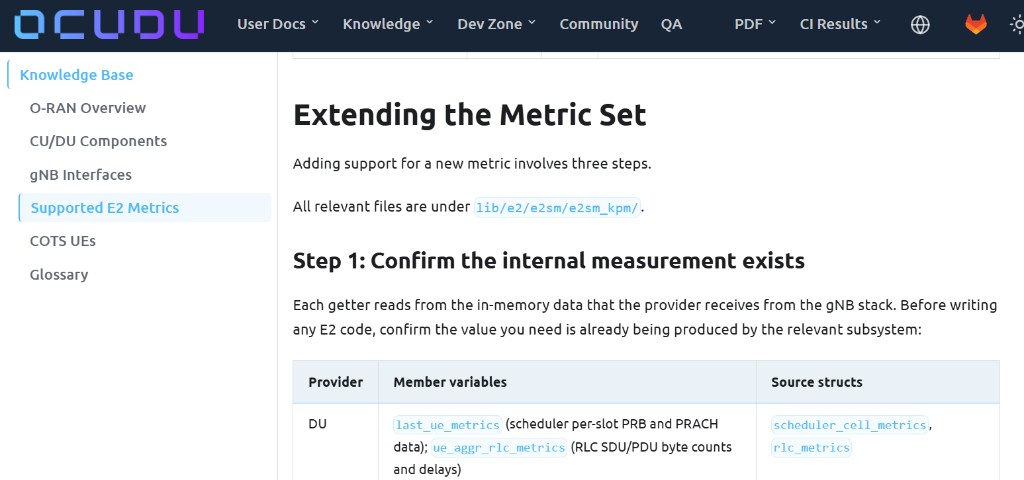 OCUDU User Docs Knowledge Dev Zone Community QA PDF CI Results
Knowledge Base
O-RAN Overview
CU/DU Components
gNB Interfaces
Supported E2 Metrics
COTS UEs
Glossary
Extending the Metric Set
Adding support for a new metric involves three steps.
All relevant files are under lib/e2/e2sm/e2sm_kpm/.
Step 1: Confirm the internal measurement exists
Each getter reads from the in-memory data that the provider receives from the gNB stack. Before writing
any E2 code, confirm the value you need is already being produced by the relevant subsystem:
Provider Member variables Source structs
DU last_ue_metrics (scheduler per-slot PRB and PRACH scheduler_cell_metrics,
data); ue_aggr_rlc_metrics (RLC SDU/PDU byte counts rlc_metrics
and delays)